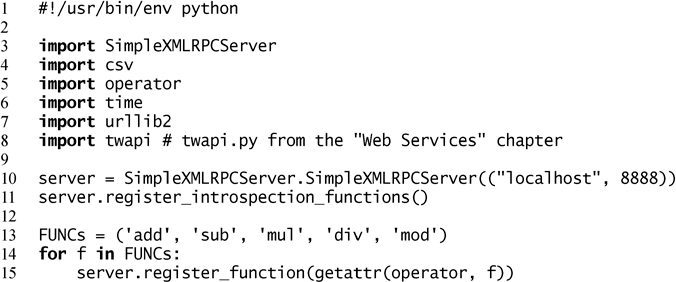 1 #!/usr/bin/env python
2
3 import SimpleXMLRPCServer
4 import csv
5 import operator
6 import time
7 import urllib2
8 import twapi # twapi.py from the "Web Services" chapter
9
10 server = SimpleXMLRPCServer.SimpleXMLRPCServer(("localhost", 8888))
11 server.register_introspection_functions()
12
13 FUNCs = ('add', 'sub', 'mul', 'div', 'mod')
14 for f in FUNCs:
15     server.register_function(getattr(operator, f))